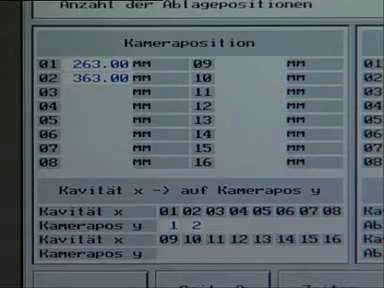 Anzahl der Ablagepositionen
Kameraposition
01 263.00 MM 09 MM
02 363.00 MM 10 MM
03 MM 11 MM
04 MM 12 MM
05 MM 13 MM
06 MM 14 MM
07 MM 15 MM
08 MM 16 MM
Kavität x -> auf Kamerapos y
Kavität x 01 02 03 04 05 06 07 08
Kamerapos y 1 2
Kavität x 09 10 11 12 13 14 15 16
Kamerapos y